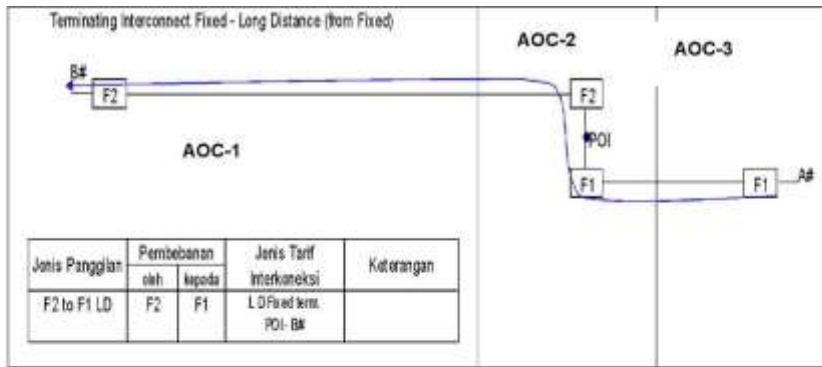 Terminating Interconnect Fixed - Long Distance (from Fixed)
AOC-2
AOC-3
B#
F2
F2
AOC-1
POI
F1
F1
A#
Jenis Panggilan
Pembebanan
oleh
kepada
Jenis Tarif
Interkoneksi
Keterangan
F2 to F1 LD
F2
F1
LD Fixed term.
POI- B#